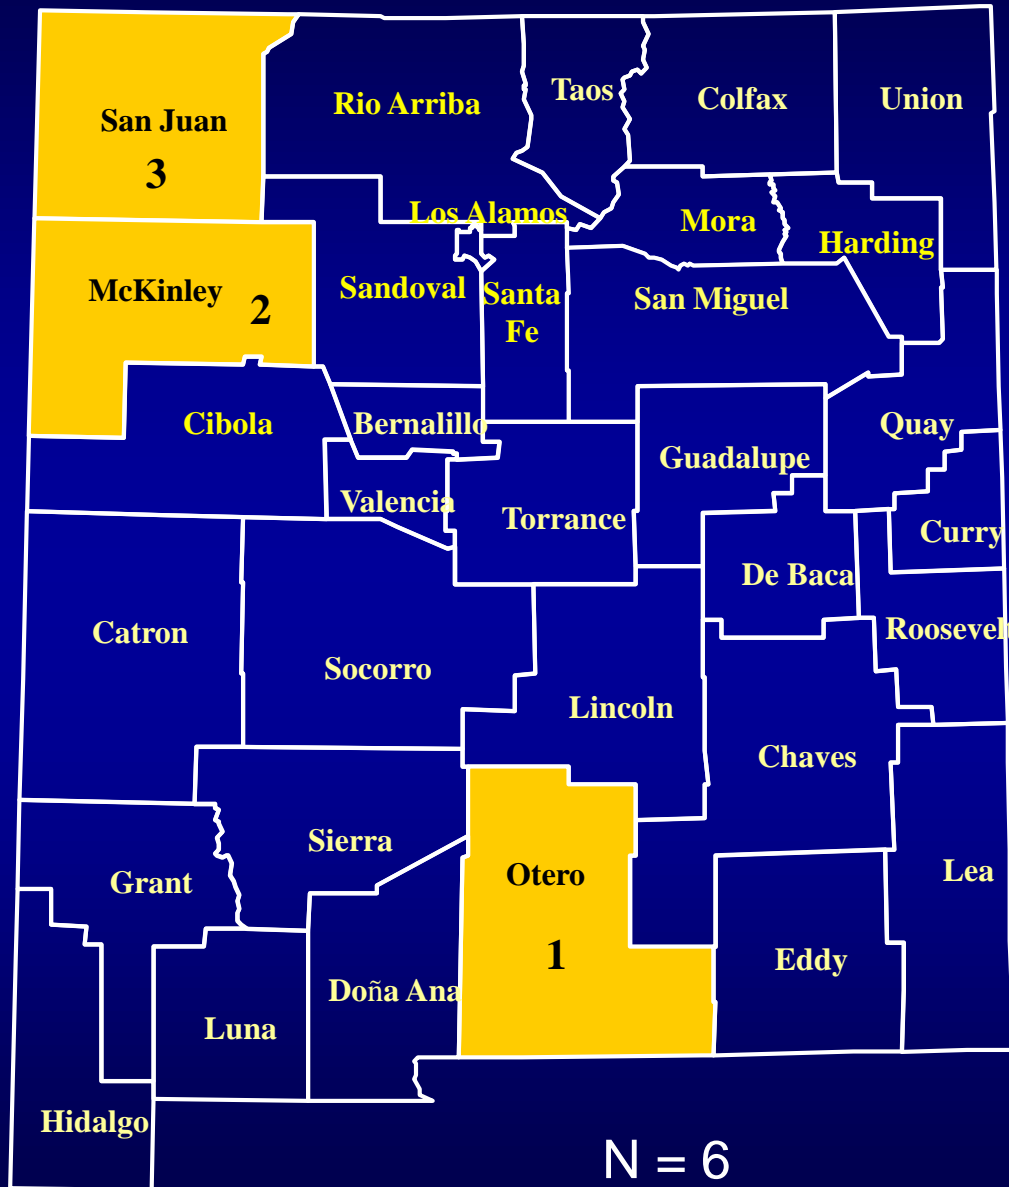 Taos
Colfax
Union
Rio Arriba
San Juan
3
Los Alamos
Mora
Harding
McKinley
2
Sandoval
Santa
Fe
San Miguel
Cibola
Bernalillo
Quay
Guadalupe
Valencia
Torrance
Curry
De Baca
Catron
Roosevelt
Socorro
Lincoln
Chaves
Sierra
Otero
Lea
Grant
1
Eddy
Doña Ana
Luna
Hidalgo
N = 6